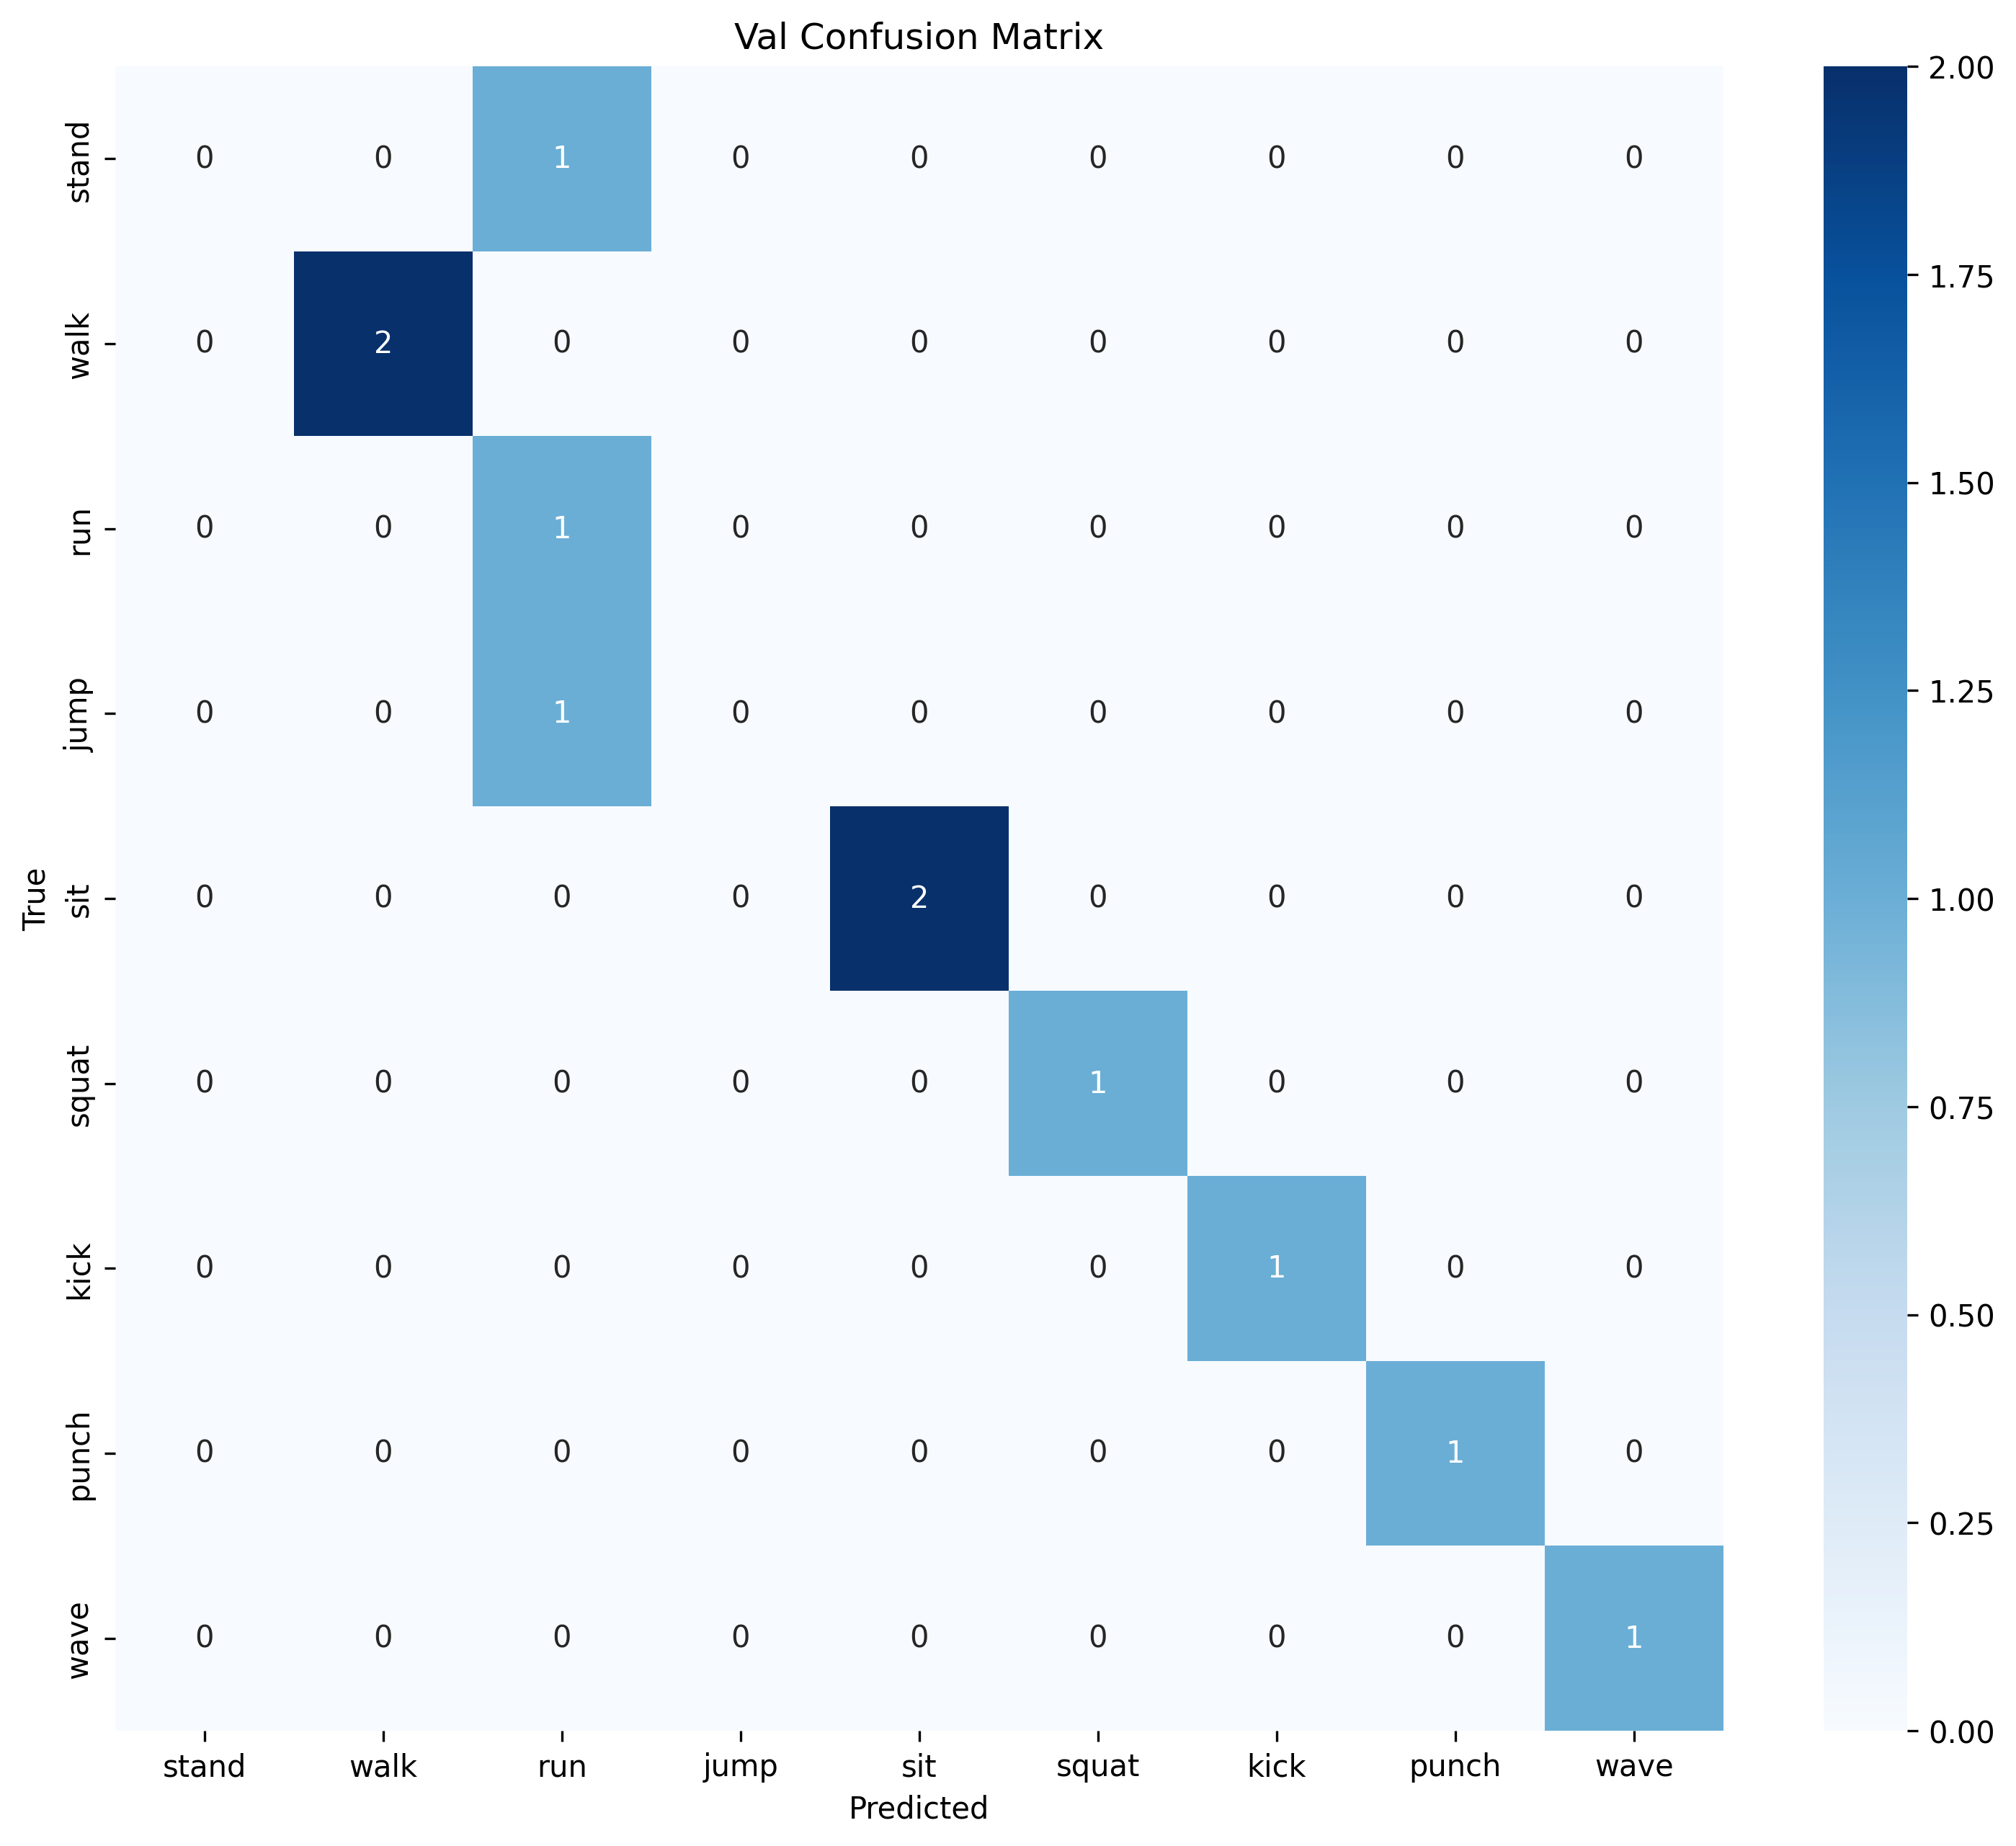 Val Confusion Matrix
True
stand 0 0 1 0 0 0 0 0 0
walk 0 2 0 0 0 0 0 0 0
run 0 0 1 0 0 0 0 0 0
jump 0 0 1 0 0 0 0 0 0
sit 0 0 0 0 2 0 0 0 0
squat 0 0 0 0 0 1 0 0 0
kick 0 0 0 0 0 0 1 0 0
punch 0 0 0 0 0 0 0 1 0
wave 0 0 0 0 0 0 0 0 1
stand walk run jump sit squat kick punch wave
Predicted
2.00
1.75
1.50
1.25
1.00
0.75
0.50
0.25
0.00